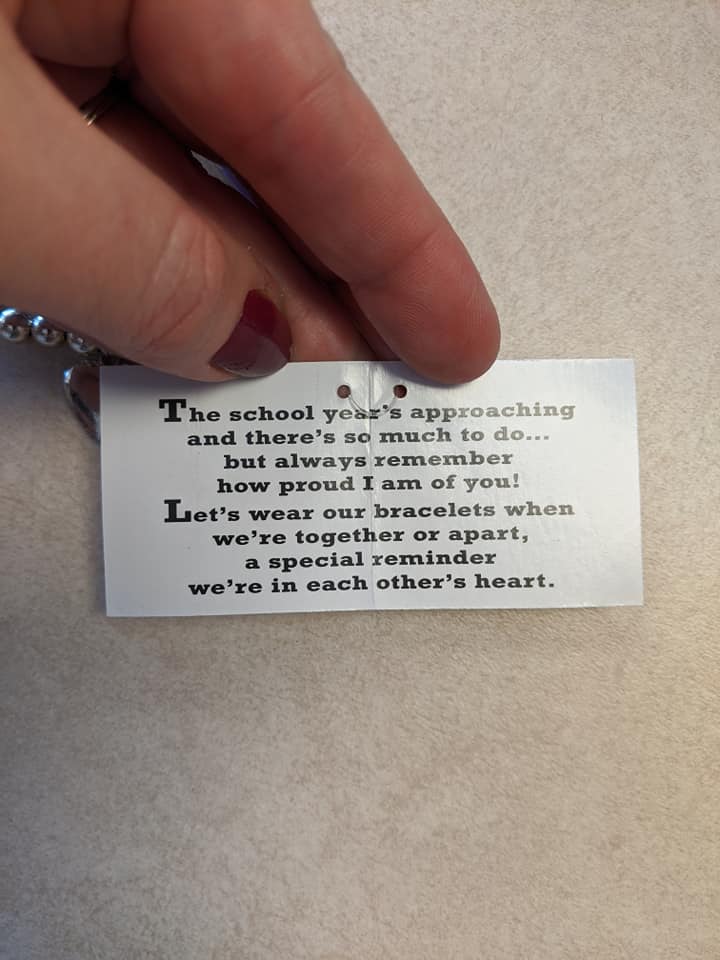 The school year's approaching
and there's so much to do...
but always remember
how proud I am of you!
Let's wear our bracelets when
we're together or apart,
a special reminder
we're in each other's heart.